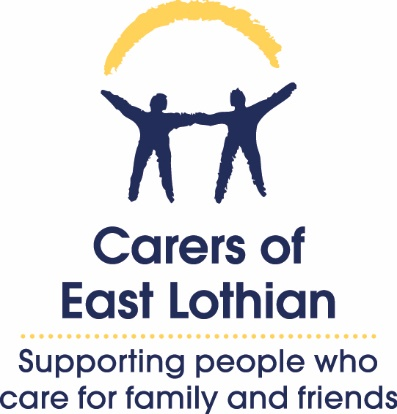 Carers of
East Lothian
Supporting people who
care for family and friends